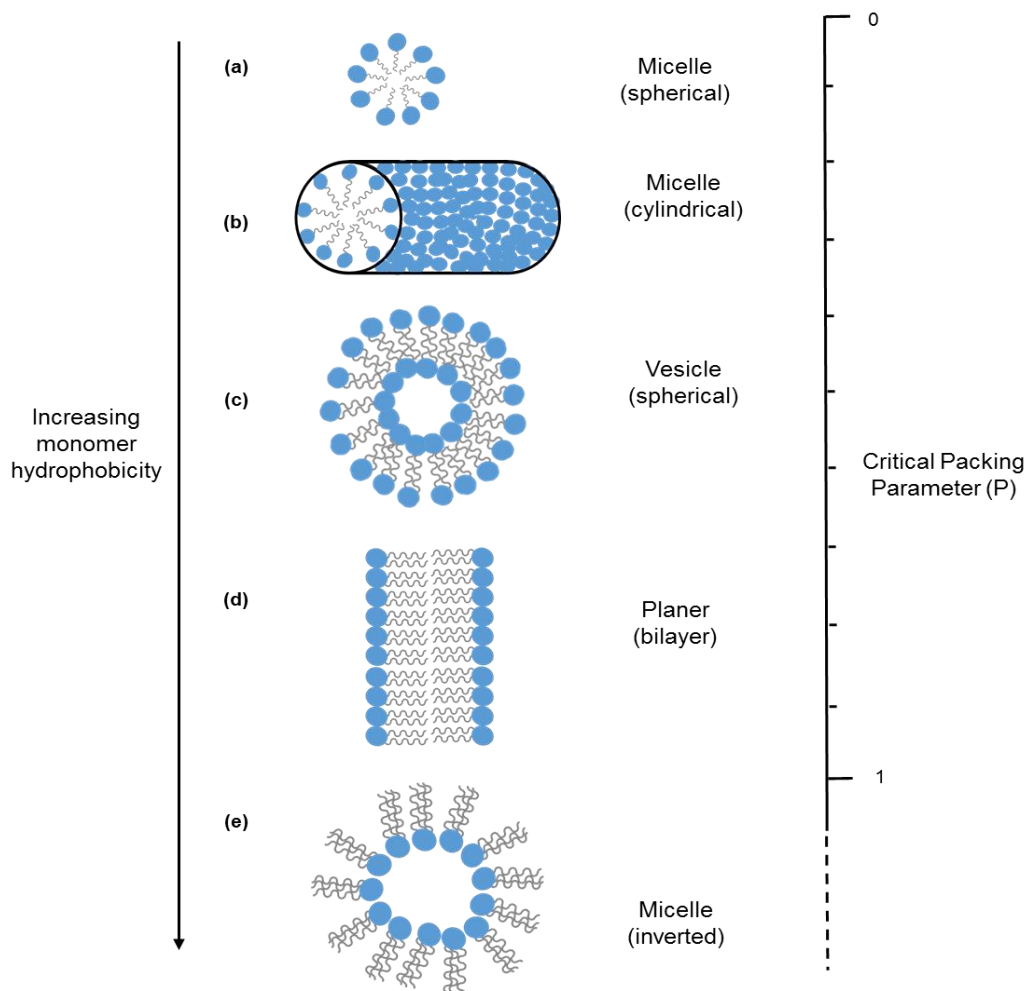 0
(a)
Micelle
(spherical)
(b)
Micelle
(cylindrical)
(c)
Vesicle
(spherical)
Increasing
monomer
hydrophobicity
Critical Packing
Parameter (P)
(d)
Planer
(bilayer)
1
(e)
Micelle
(inverted)